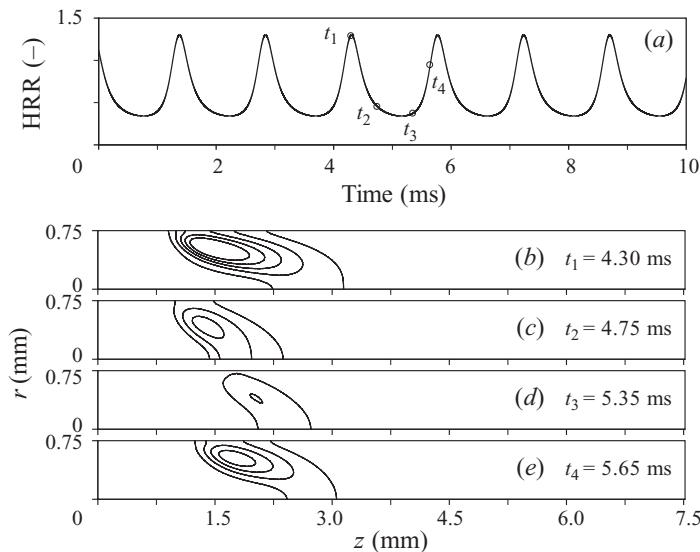 1.5
HRR (–)
0
(a)
t1
t2
t3
t4
2
4
6
8
10
Time (ms)
r (mm)
0.75
0
(b) t1 = 4.30 ms
0.75
0
(c) t2 = 4.75 ms
0.75
0
(d) t3 = 5.35 ms
0.75
(e) t4 = 5.65 ms
0
1.5
3.0
4.5
6.0
7.5
z (mm)